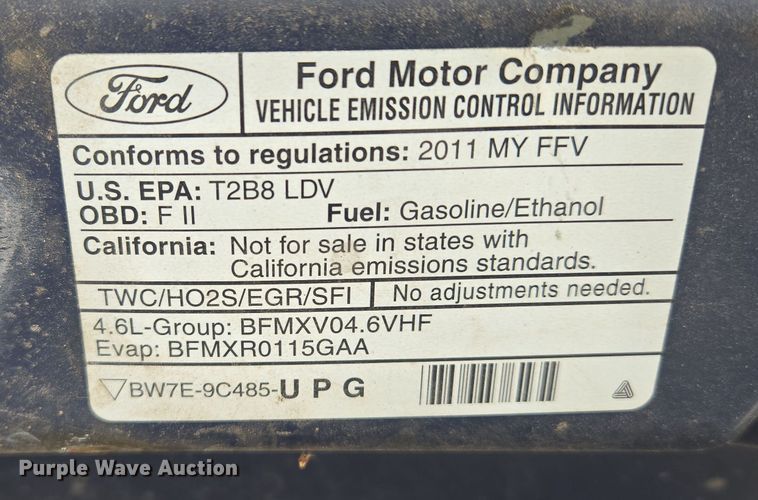 Ford
Ford Motor Company
VEHICLE EMISSION CONTROL INFORMATION
Conforms to regulations: 2011 MY FFV
U.S. EPA: T2B8 LDV
OBD: F II Fuel: Gasoline/Ethanol
California: Not for sale in states with
California emissions standards.
TWC/HO2S/EGR/SFI No adjustments needed.
4.6L-Group: BFMXV04.6VHF
Evap: BFMXR0115GAA
BW7E-9C485-U P G
Purple Wave Auction